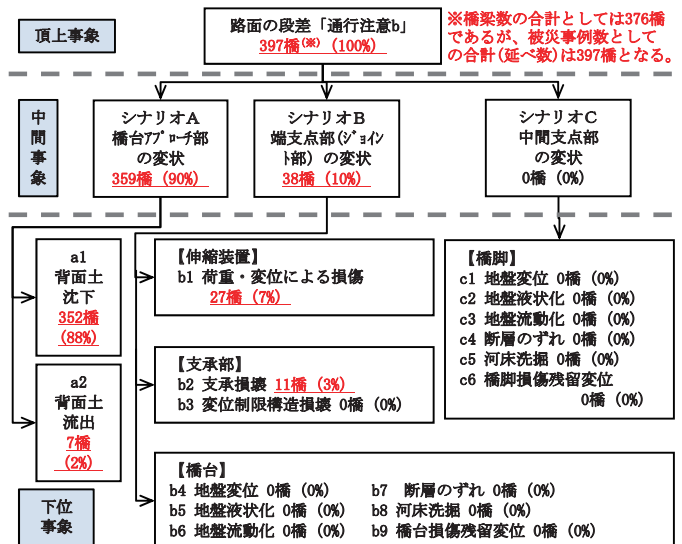 頂上事象
路面の段差「通行注意b」
397橋(※) (100%)
※橋梁数の合計としては376橋
であるが、被災事例数として
の合計(延べ数)は397橋となる。
中間事象
シナリオA
橋台ｱﾌﾟﾛｰﾁ部
の変状
359橋 (90%)
シナリオB
端支点部(ｼﾞｮｲﾝ
ﾄ部) の変状
38橋 (10%)
シナリオC
中間支点部
の変状
0橋 (0%)
a1
背面土
沈下
352橋
(88%)
a2
背面土
流出
7橋
(2%)
【伸縮装置】
b1 荷重・変位による損傷
27橋 (7%)
【支承部】
b2 支承損壊 11橋 (3%)
b3 変位制限構造損壊 0橋 (0%)
【橋台】
b4 地盤変位 0橋 (0%)
b5 地盤液状化 0橋 (0%)
b6 地盤流動化 0橋 (0%)
b7 断層のずれ 0橋 (0%)
b8 河床洗掘 0橋 (0%)
b9 橋台損傷残留変位 0橋 (0%)
【橋脚】
c1 地盤変位 0橋 (0%)
c2 地盤液状化 0橋 (0%)
c3 地盤流動化 0橋 (0%)
c4 断層のずれ 0橋 (0%)
c5 河床洗掘 0橋 (0%)
c6 橋脚損傷残留変位
0橋 (0%)
下位
事象